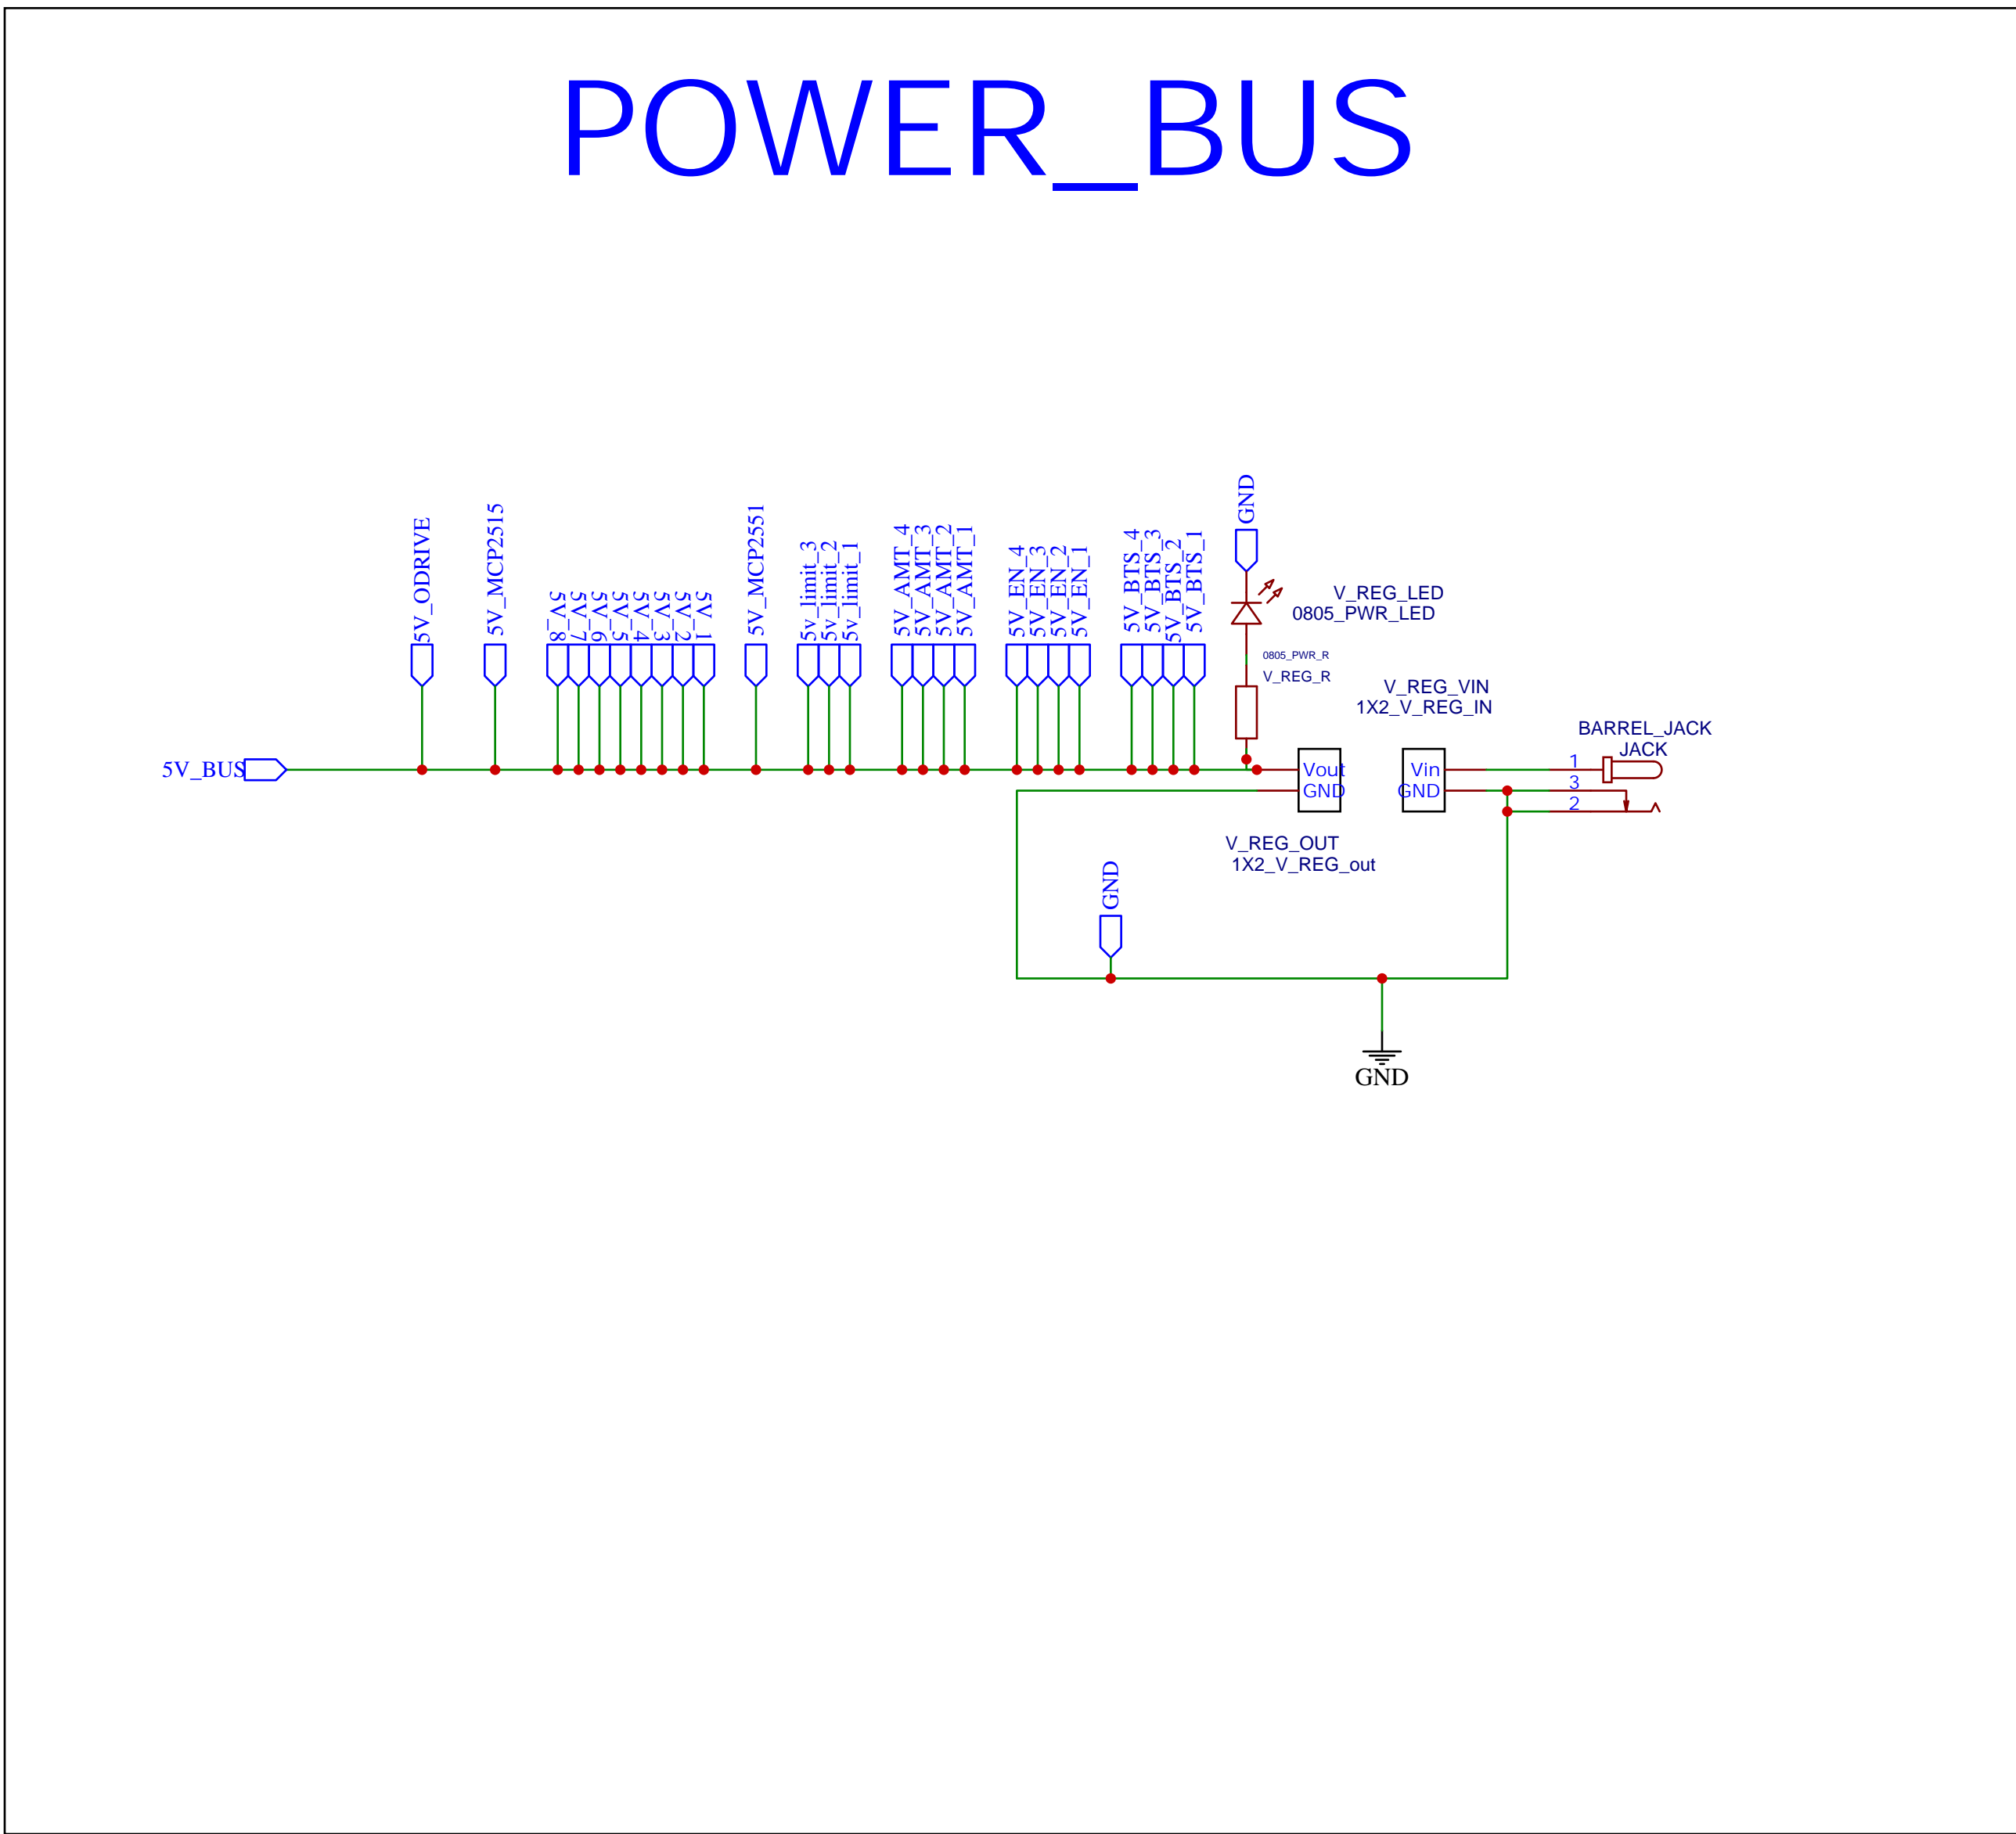 POWER_BUS
5V_ODRIVE
5V_MCP2515
5V_8
5V_7
5V_6
5V_5
5V_4
5V_3
5V_2
5V_1
5V_MCP2551
5v_limit_3
5v_limit_2
5v_limit_1
5V_AMT_4
5V_AMT_3
5V_AMT_2
5V_AMT_1
5V_EN_4
5V_EN_3
5V_EN_2
5V_EN_1
5V_BTS_4
5V_BTS_3
5V_BTS_2
5V_BTS_1
GND
V_REG_LED
0805_PWR_LED
0805_PWR_R
V_REG_R
V_REG_VIN
1X2_V_REG_IN
BARREL_JACK
JACK
5V_BUS
Vout
GND
Vin
GND
1
3
2
V_REG_OUT
1X2_V_REG_out
GND
GND